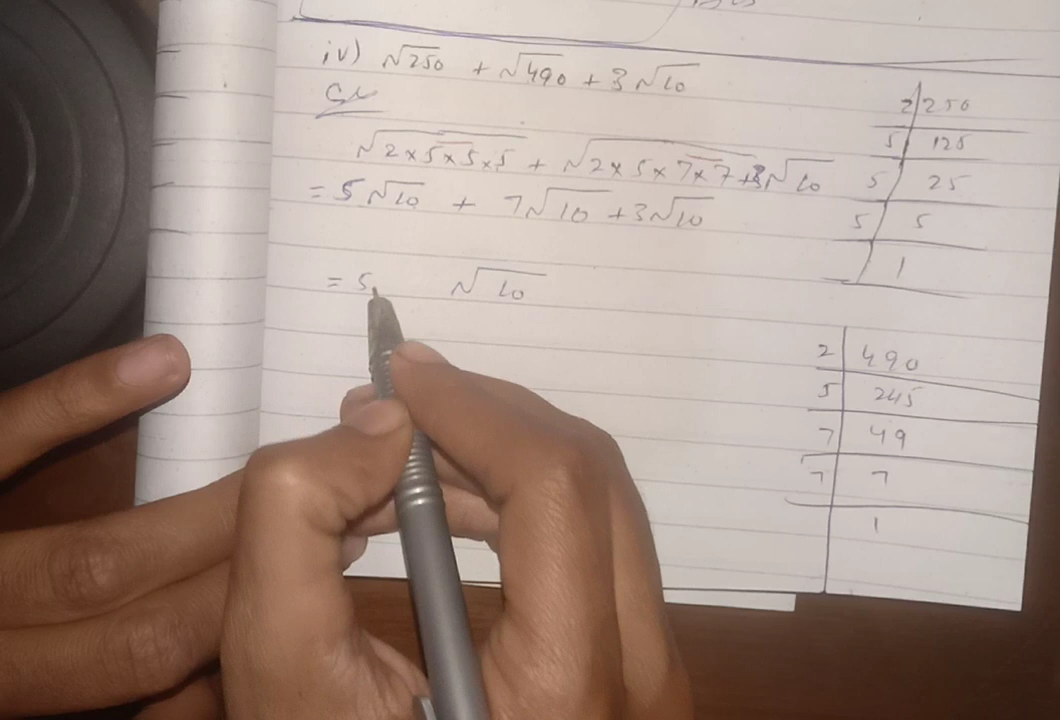 iv) √250 + √490 + 3√10
√2×5×5×5 + √2×5×7×7+3√10
= 5√10 + 7√10 + 3√10
= 5 √10
2 250
5 125
5 25
5 5
1
2 490
5 245
7 49
7 7
1